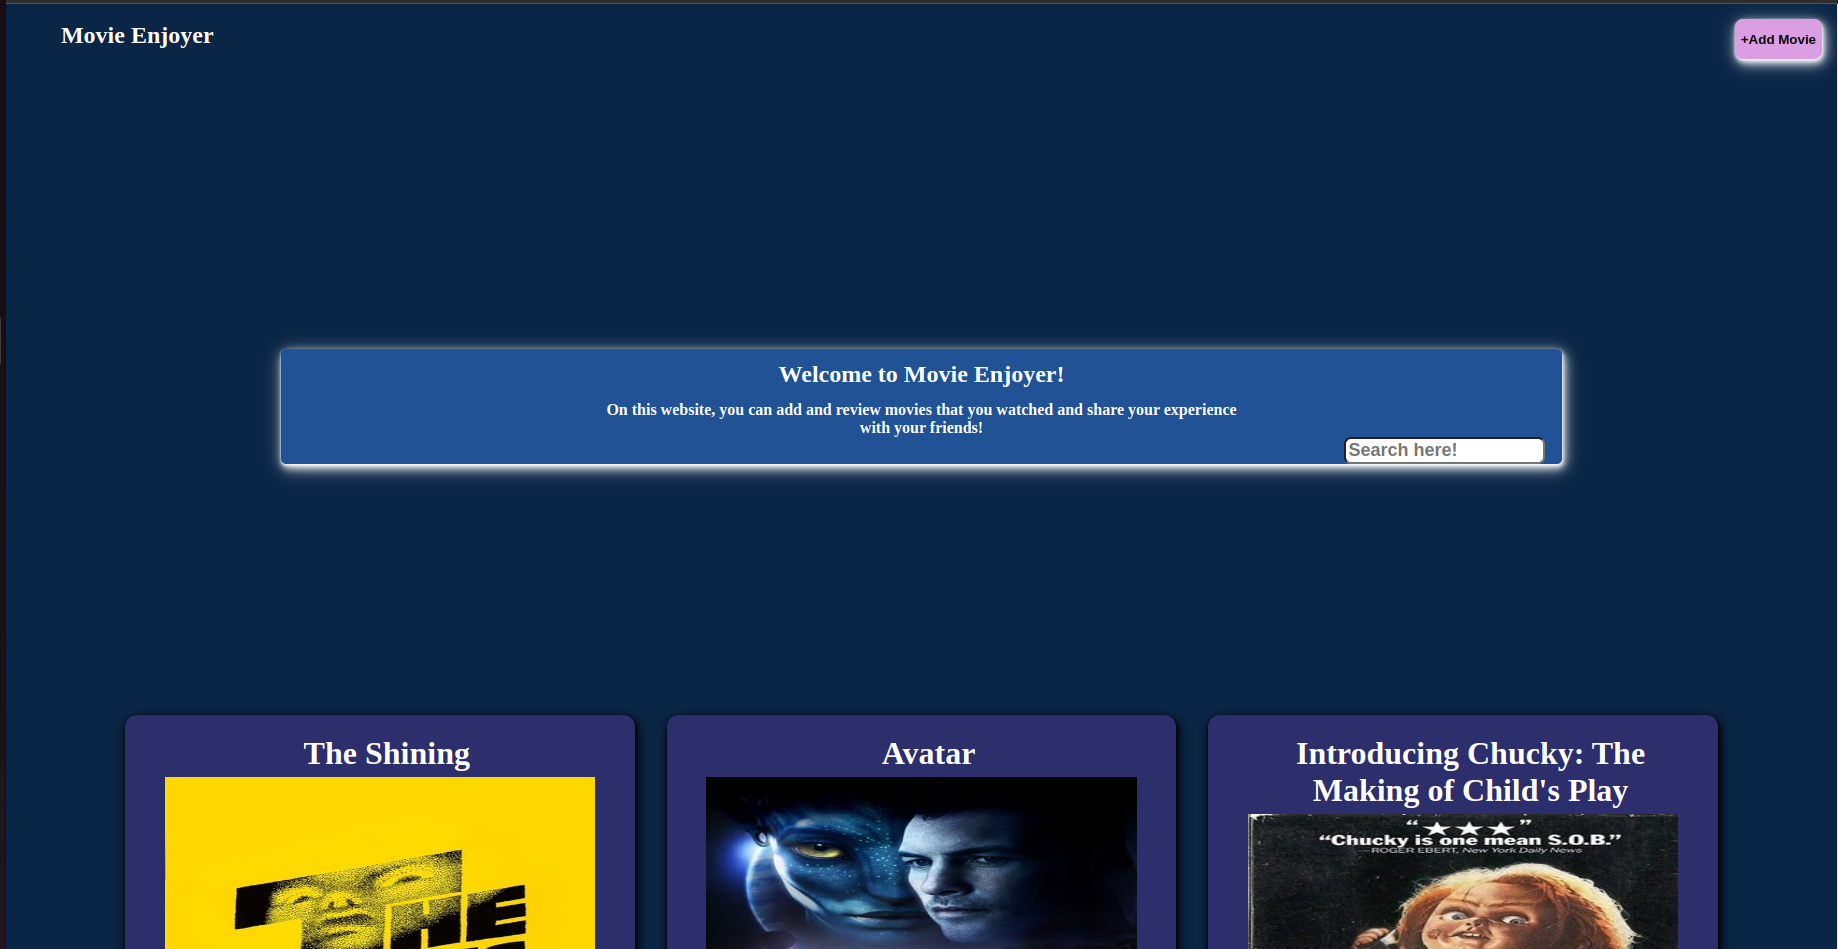 Movie Enjoyer
+Add Movie
Welcome to Movie Enjoyer!
On this website, you can add and review movies that you watched and share your experience
with your friends!
Search here!
The Shining
Avatar
Introducing Chucky: The
Making of Child's Play
THE
“ ★★★ ”
“Chucky is one mean S.O.B.”
—ROGER EBERT, New York Daily News